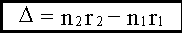 Δ = n₂r₂ − n₁r₁